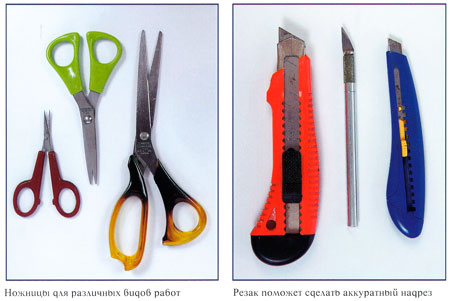 Ножницы для различных видов работ
Резак поможет сделать аккуратный надрез